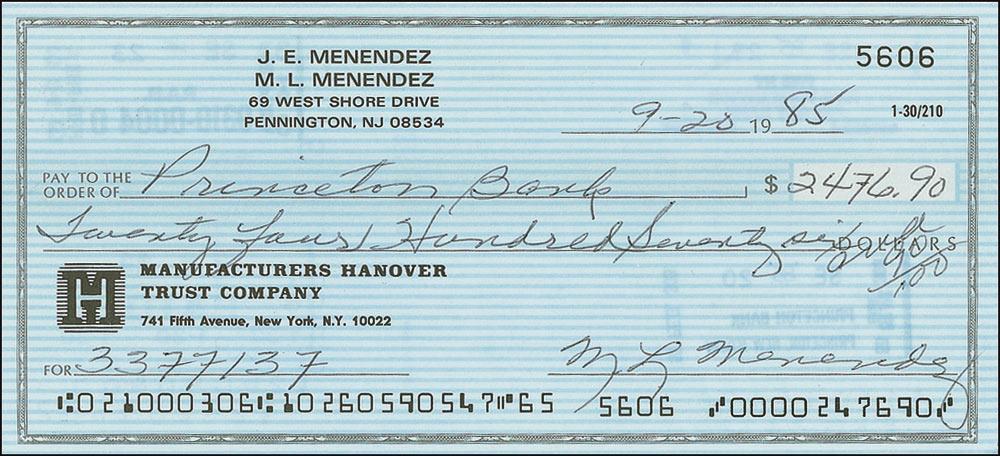 J. E. MENENDEZ
M. L. MENENDEZ
69 WEST SHORE DRIVE
PENNINGTON, NJ 08534
5606
1-30/210
9-20 19 85
PAY TO THE ORDER OF Princeton Bank $ 2476.90
Twenty Four Hundred Seventy six 90/100 DOLLARS
MH
MANUFACTURERS HANOVER
TRUST COMPANY
741 Fifth Avenue, New York, N.Y. 10022
FOR 3377137 M L Menendez
⑆021000306⑆1026059054 7⑈65 5606 ⑈0000247690⑈